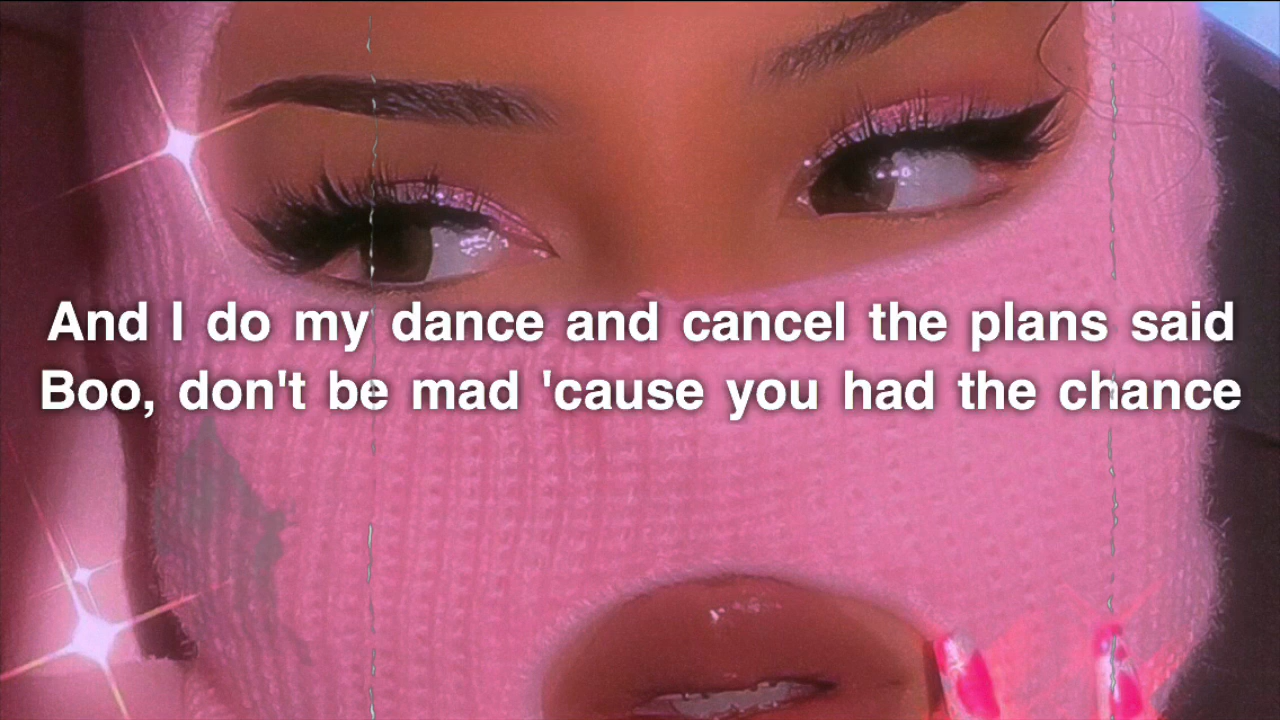 And I do my dance and cancel the plans said
Boo, don't be mad 'cause you had the chance